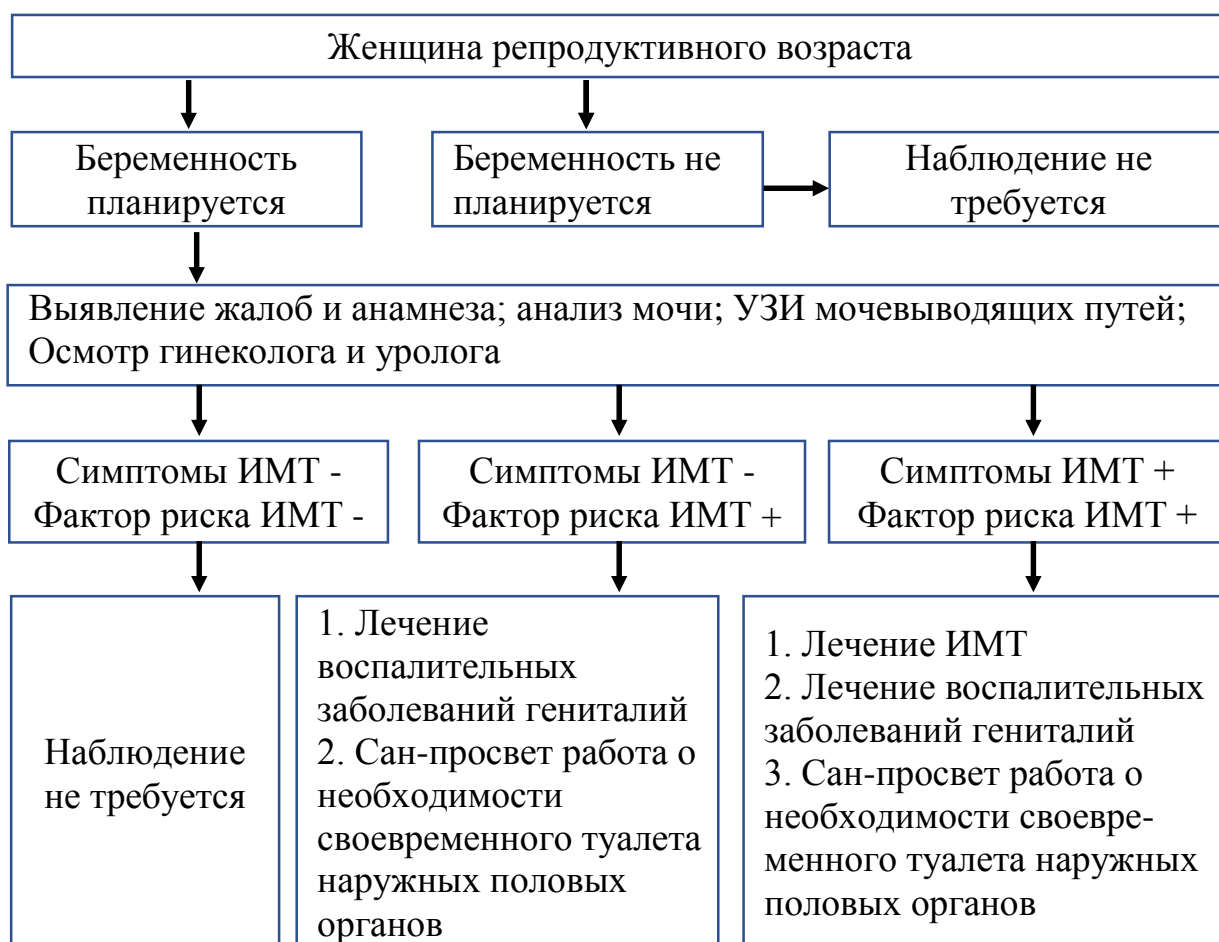 Женщина репродуктивного возраста
Беременность
планируется
Беременность не
планируется
Наблюдение не
требуется
Выявление жалоб и анамнеза; анализ мочи; УЗИ мочевыводящих путей;
Осмотр гинеколога и уролога
Симптомы ИМТ -
Фактор риска ИМТ -
Симптомы ИМТ -
Фактор риска ИМТ +
Симптомы ИМТ +
Фактор риска ИМТ +
Наблюдение
не требуется
1. Лечение
воспалительных
заболеваний гениталий
2. Сан-просвет работа о
необходимости
своевременного туалета
наружных половых
органов
1. Лечение ИМТ
2. Лечение воспалительных
заболеваний гениталий
3. Сан-просвет работа о
необходимости своевре-
менного туалета наружных
половых органов